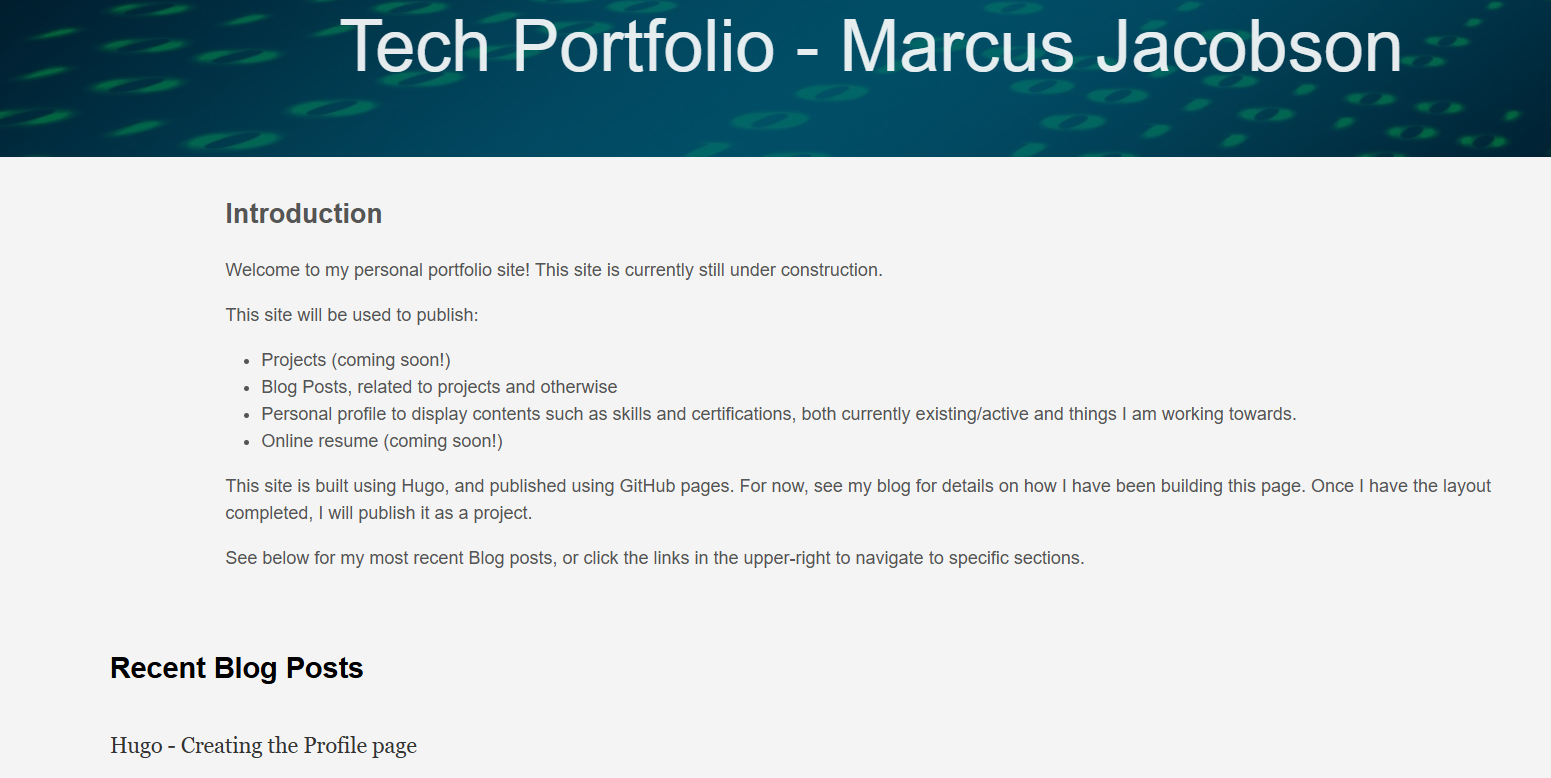 Tech Portfolio - Marcus Jacobson
Introduction
Welcome to my personal portfolio site! This site is currently still under construction.
This site will be used to publish:
Projects (coming soon!)
Blog Posts, related to projects and otherwise
Personal profile to display contents such as skills and certifications, both currently existing/active and things I am working towards.
Online resume (coming soon!)
This site is built using Hugo, and published using GitHub pages. For now, see my blog for details on how I have been building this page. Once I have the layout
completed, I will publish it as a project.
See below for my most recent Blog posts, or click the links in the upper-right to navigate to specific sections.
Recent Blog Posts
Hugo - Creating the Profile page